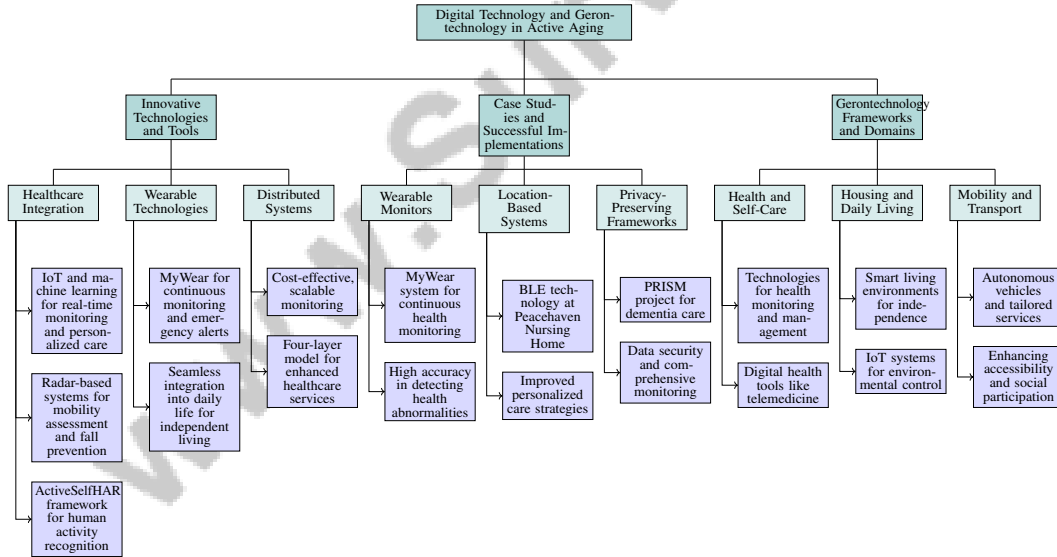 Digital Technology and Geron-
technology in Active Aging
Innovative
Technologies
and Tools
Case Stud-
ies and
Successful Im-
plementations
Gerontechnology
Frameworks
and Domains
Healthcare
Integration
Wearable
Technologies
Distributed
Systems
Wearable
Monitors
Location-
Based
Systems
Privacy-
Preserving
Frameworks
Health and
Self-Care
Housing and
Daily Living
Mobility and
Transport
IoT and ma-
chine learning
for real-time
monitoring
and person-
alized care
Radar-based
systems for
mobility
assessment
and fall
prevention
ActiveSelfHAR
framework
for human
activity
recognition
MyWear for
continuous
monitoring
and emer-
gency alerts
Seamless
integration
into daily
life for
independent
living
Cost-effective,
scalable
monitoring
Four-layer
model for
enhanced
healthcare
services
MyWear
system for
continuous
health
monitoring
High accuracy
in detecting
health
abnormalities
BLE tech-
nology at
Peacehaven
Nursing
Home
Improved
personalized
care strategies
PRISM
project for
dementia care
Data security
and com-
prehensive
monitoring
Technologies
for health
monitoring
and man-
agement
Digital health
tools like
telemedicine
Smart living
environments
for inde-
pendence
IoT systems
for environ-
mental control
Autonomous
vehicles
and tailored
services
Enhancing
accessibility
and social
participation